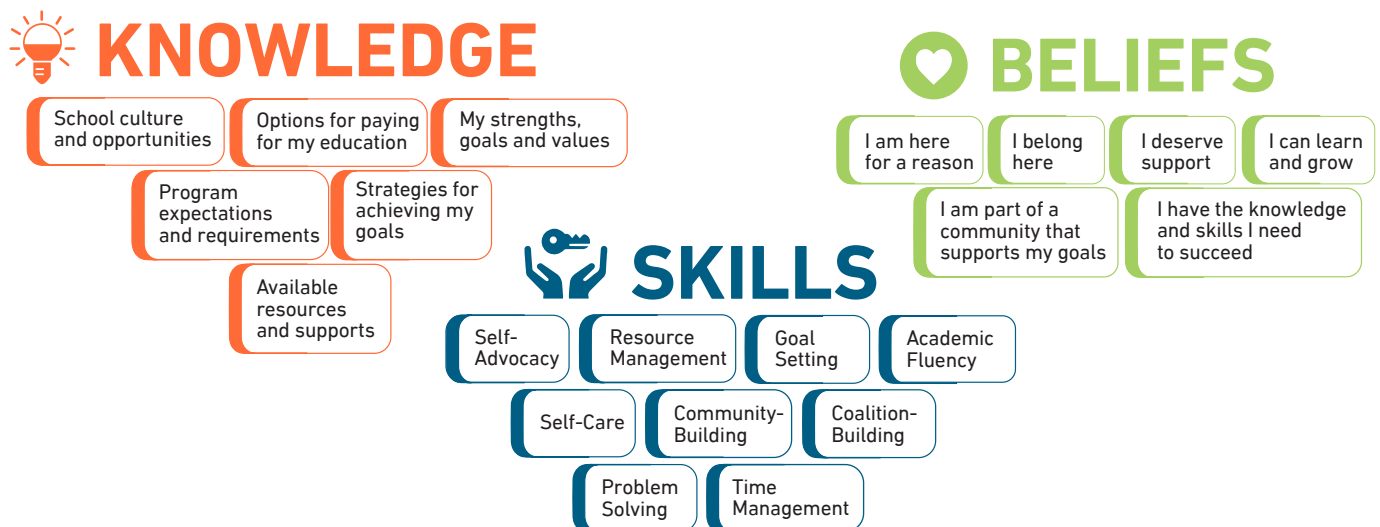 KNOWLEDGE
School culture
and opportunities
Options for paying
for my education
My strengths,
goals and values
Program
expectations
and requirements
Strategies for
achieving my
goals
Available
resources
and supports
SKILLS
Self-
Advocacy
Resource
Management
Goal
Setting
Academic
Fluency
Self-Care
Community-
Building
Coalition-
Building
Problem
Solving
Time
Management
BELIEFS
I am here
for a reason
I belong
here
I deserve
support
I can learn
and grow
I am part of a
community that
supports my goals
I have the knowledge
and skills I need
to succeed